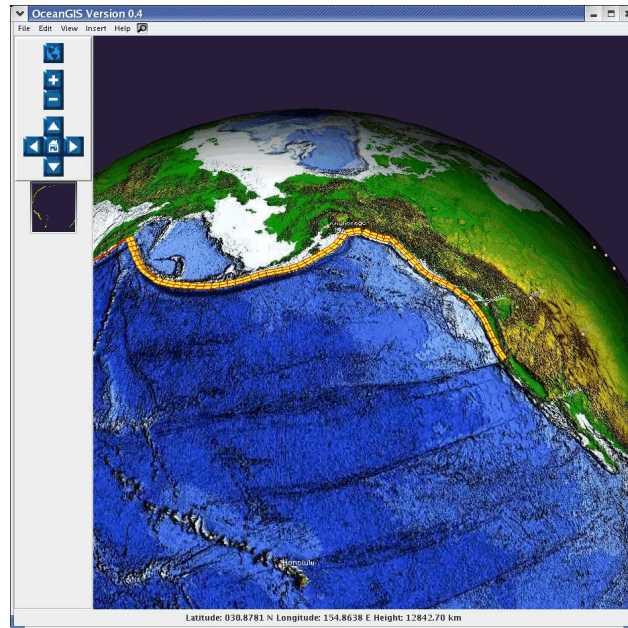 OceanGIS Version 0.4
File Edit View Insert Help
Honolulu
Latitude: 030.8781 N Longitude: 154.8638 E Height: 12842.70 km